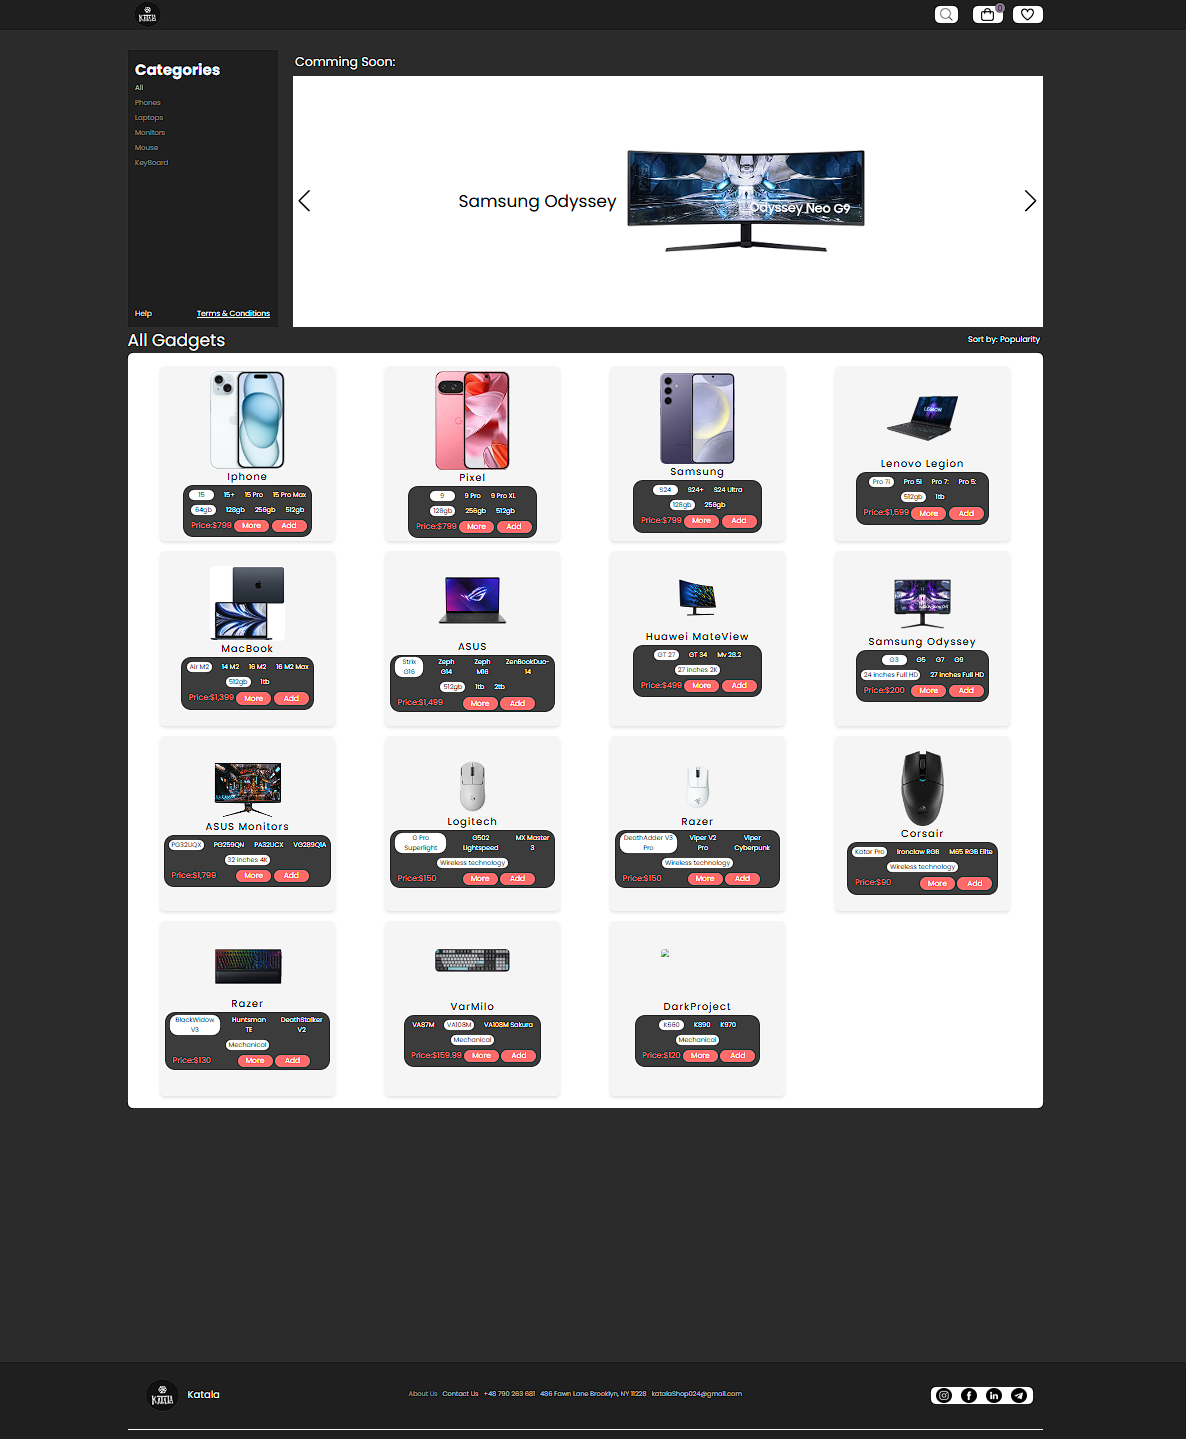 KATALA
0
Categories
All
Phones
Laptops
Monitors
Mouse
KeyBoard
Help
Terms & Conditions
Comming Soon:
Samsung Odyssey
Odyssey Neo G9
All Gadgets
Sort by: Popularity
Iphone
15 15+ 15 Pro 15 Pro Max
64gb 128gb 256gb 512gb
Price:$799 More Add
Pixel
9 9 Pro 9 Pro XL
128gb 256gb 512gb
Price:$799 More Add
Samsung
S24 S24+ S24 Ultra
128gb 256gb
Price:$799 More Add
LEGION
Lenovo Legion
Pro 7i Pro 5i Pro 7: Pro 5:
512gb 1tb
Price:$1,599 More Add
MacBook
Air M2 14 M2 16 M2 16 M2 Max
512gb 1tb
Price:$1,399 More Add
ASUS
Strix G16 Zeph G14 Zeph M16 ZenBookDuo-14
512gb 1tb 2tb
Price:$1,499 More Add
Huawei MateView
GT 27 GT 34 Mv 28.2
27 inches 2K
Price:$499 More Add
Samsung Odyssey
G3 G5 G7 G9
24 inches Full HD 27 inches Full HD
Price:$200 More Add
ASUS Monitors
PG32UQX PG259QN PA32UCX VG289Q1A
32 inches 4K
Price:$1,799 More Add
Logitech
G Pro Superlight G502 Lightspeed MX Master 3
Wireless technology
Price:$150 More Add
Razer
DeathAdder V3 Pro Viper V2 Pro Viper Cyberpunk
Wireless technology
Price:$150 More Add
Corsair
Katar Pro Ironclaw RGB M65 RGB Elite
Wireless technology
Price:$90 More Add
Razer
BlackWidow V3 Huntsman TE DeathStalker V2
Mechanical
Price:$130 More Add
VarMilo
VA87M VA108M VA108M Sakura
Mechanical
Price:$159.99 More Add
DarkProject
K660 K890 K970
Mechanical
Price:$120 More Add
KATALA
Katala
About Us Contact Us +48 790 263 681 486 Fawn Lane Brooklyn, NY 11228 katalaShop024@gmail.com